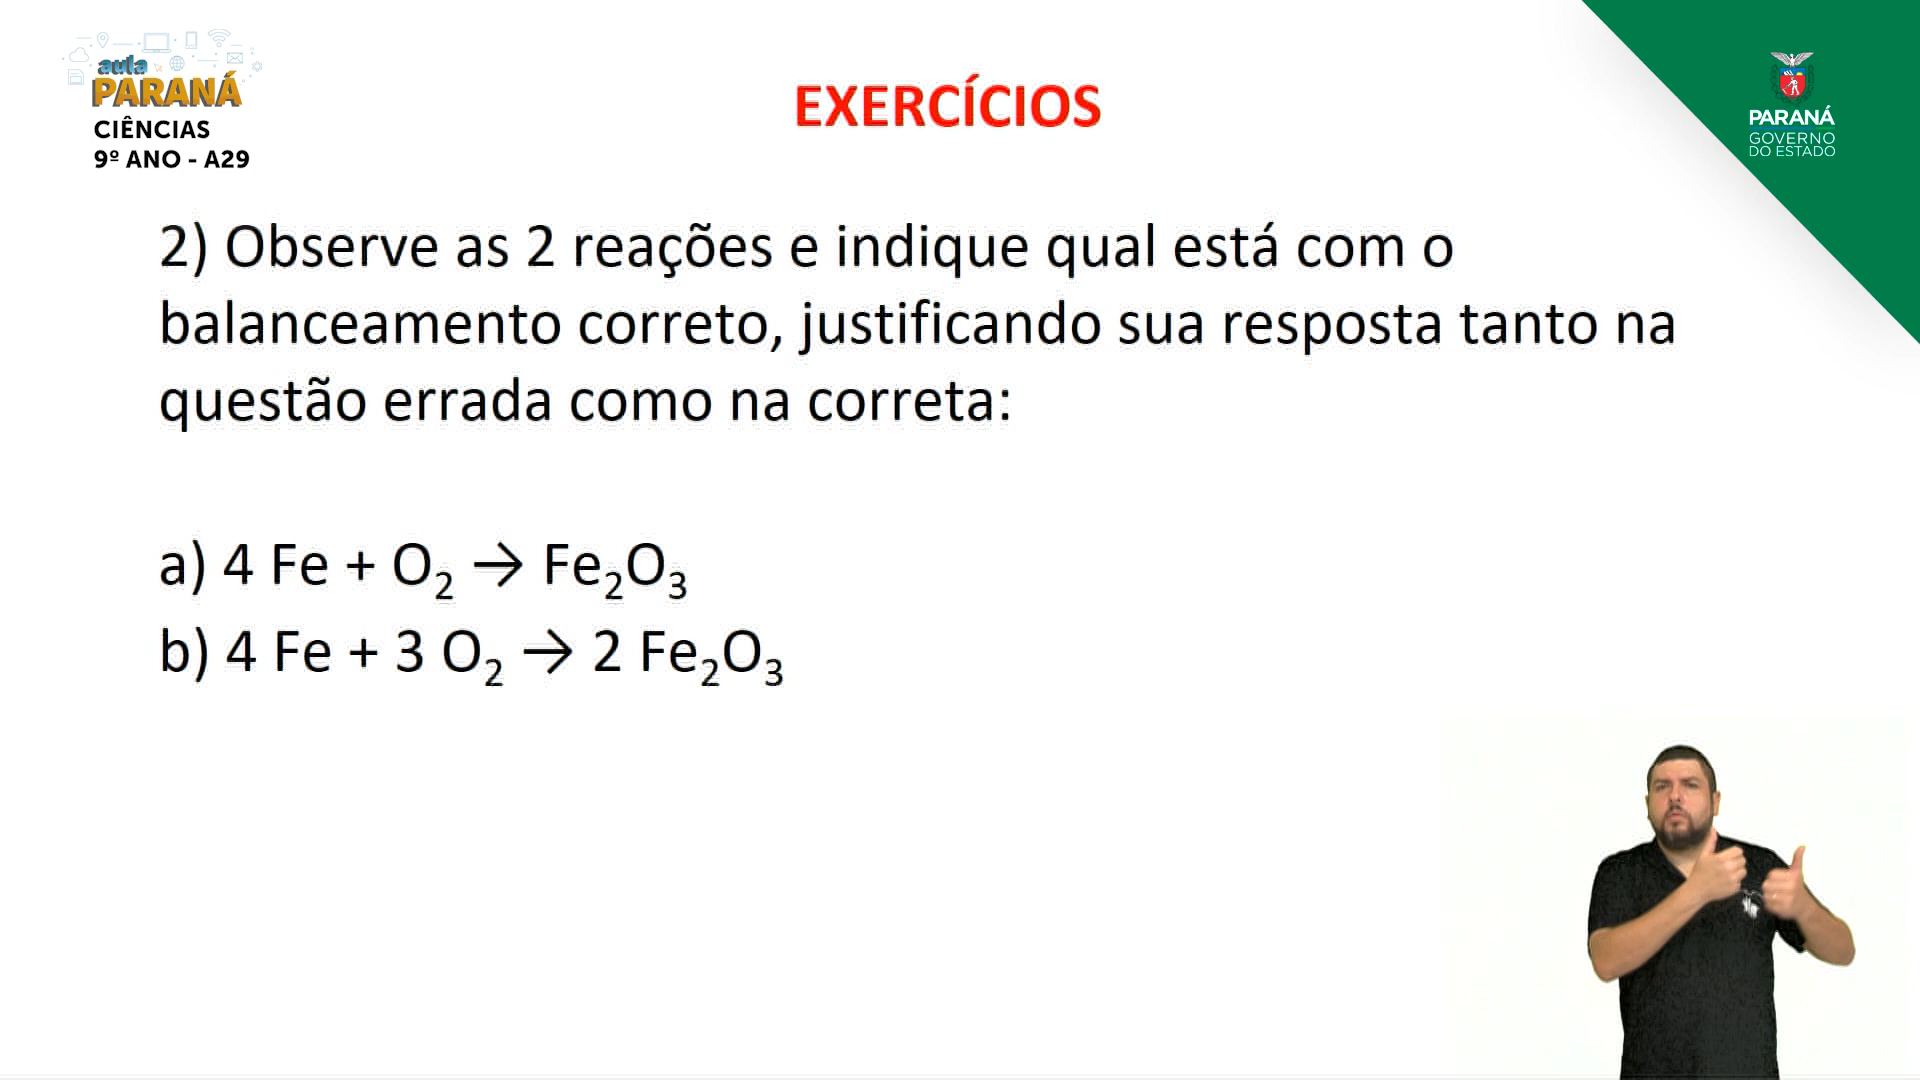 aula
PARANÁ
CIÊNCIAS
9º ANO - A29
EXERCÍCIOS
PARANÁ
GOVERNO
DO ESTADO
2) Observe as 2 reações e indique qual está com o
balanceamento correto, justificando sua resposta tanto na
questão errada como na correta:
a) 4 Fe + O₂ → Fe₂O₃
b) 4 Fe + 3 O₂ → 2 Fe₂O₃